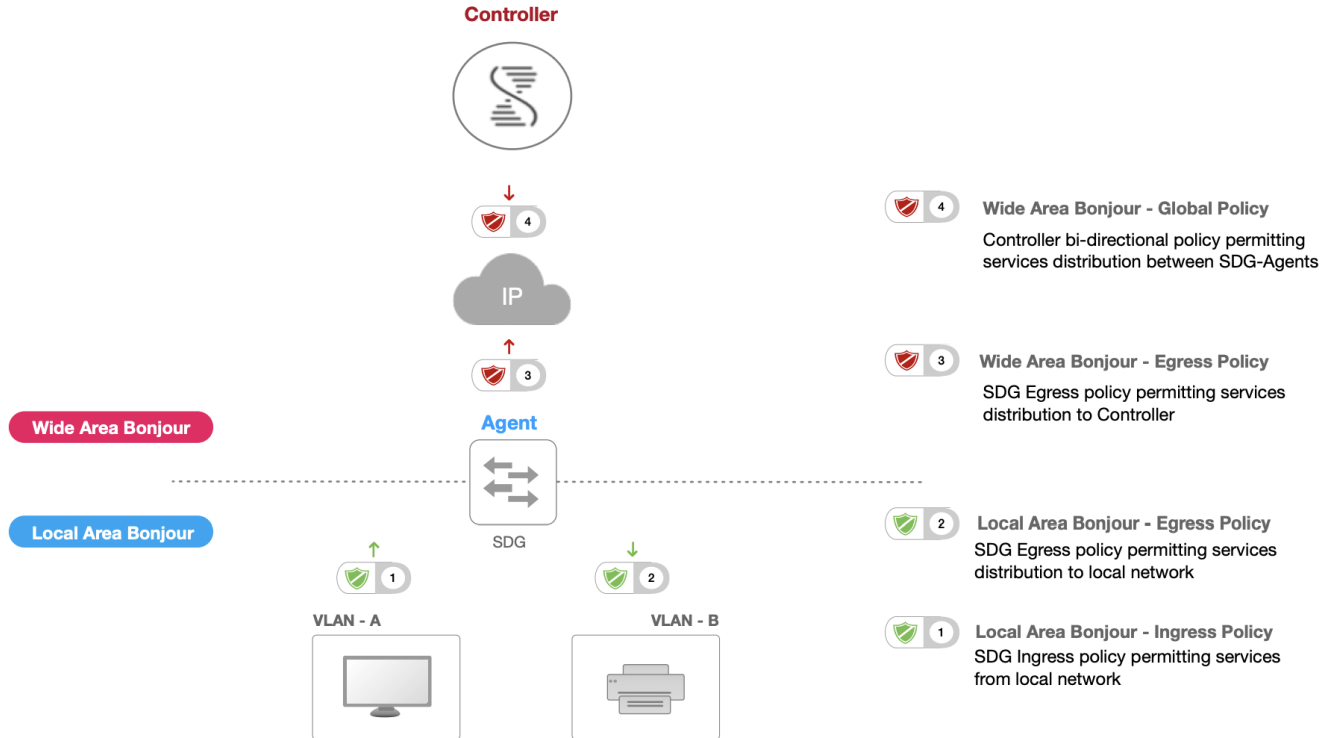 Controller
4
4
Wide Area Bonjour - Global Policy
Controller bi-directional policy permitting
services distribution between SDG-Agents
IP
3
3
Wide Area Bonjour - Egress Policy
SDG Egress policy permitting services
distribution to Controller
Wide Area Bonjour
Agent
Local Area Bonjour
SDG
2
Local Area Bonjour - Egress Policy
SDG Egress policy permitting services
distribution to local network
1
2
VLAN - A
VLAN - B
1
Local Area Bonjour - Ingress Policy
SDG Ingress policy permitting services
from local network